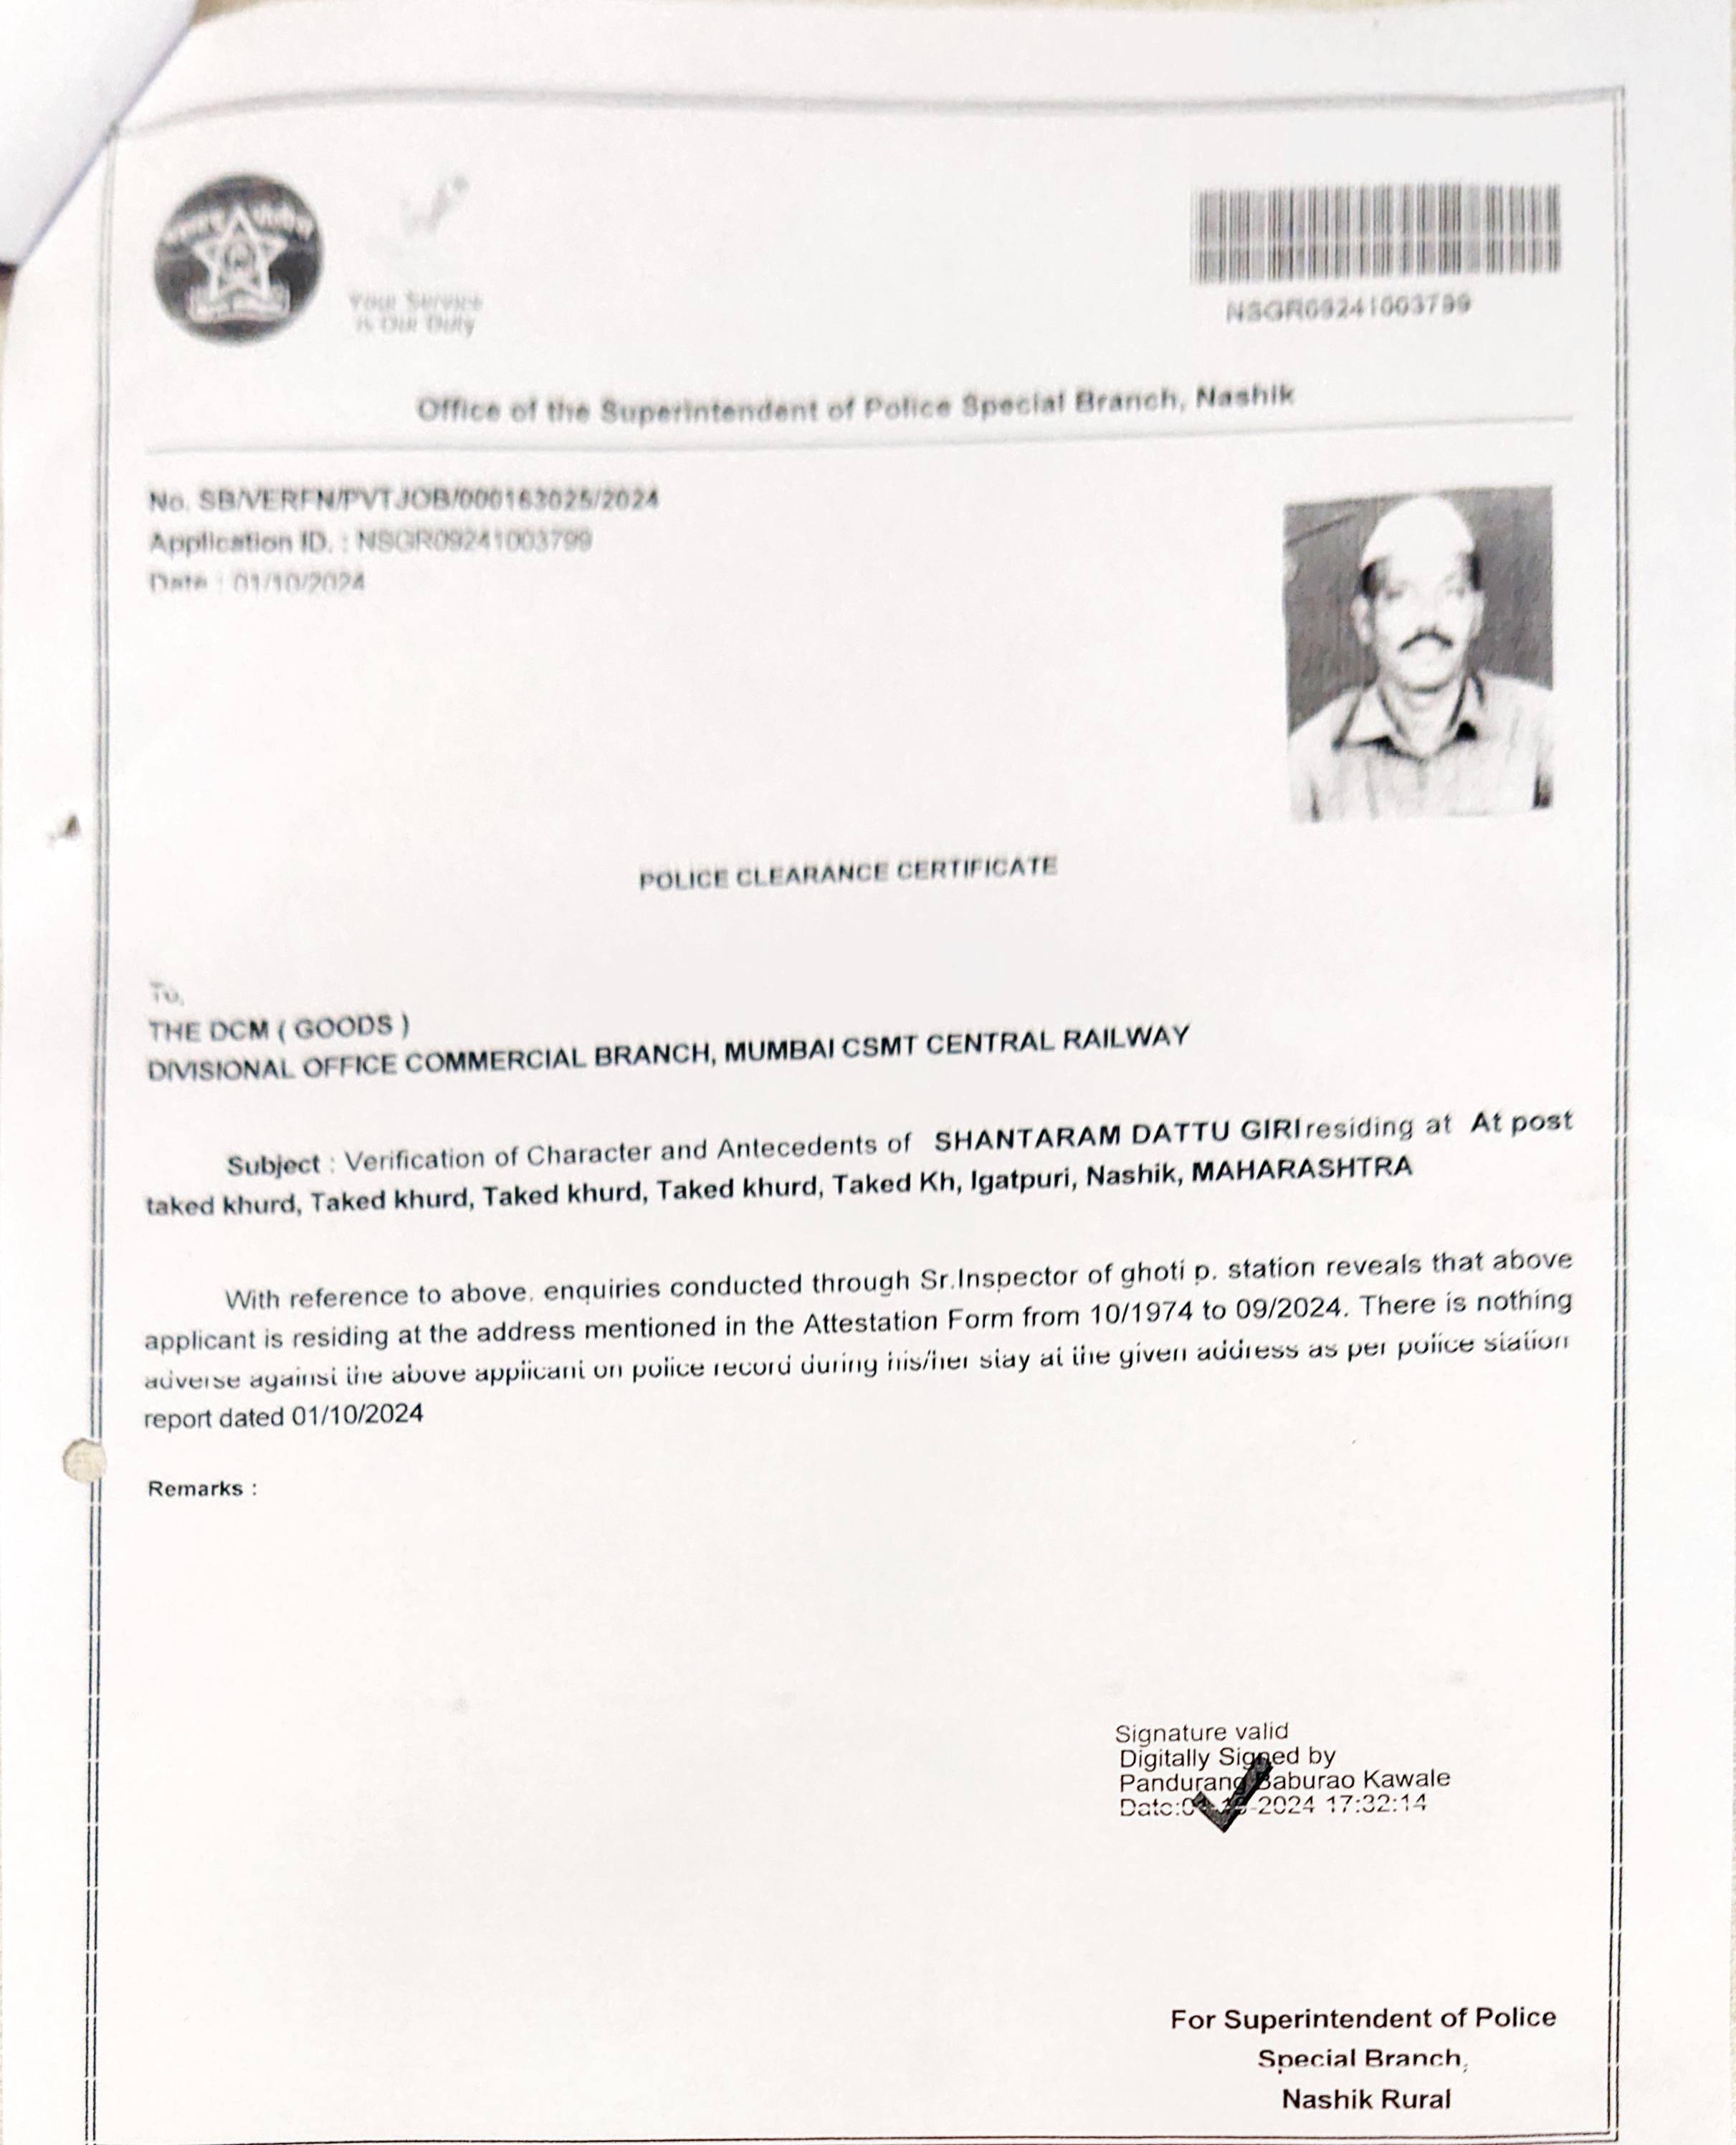 Your Service
is Our Duty
NSGR09241003799
Office of the Superintendent of Police Special Branch, Nashik
No. SB/VERFN/PVTJOB/000163025/2024
Application ID. : NSGR09241003799
Date : 01/10/2024
POLICE CLEARANCE CERTIFICATE
To,
THE DCM ( GOODS )
DIVISIONAL OFFICE COMMERCIAL BRANCH, MUMBAI CSMT CENTRAL RAILWAY
Subject : Verification of Character and Antecedents of SHANTARAM DATTU GIRIresiding at At post
taked khurd, Taked khurd, Taked khurd, Taked khurd, Taked Kh, Igatpuri, Nashik, MAHARASHTRA
With reference to above, enquiries conducted through Sr.Inspector of ghoti p. station reveals that above
applicant is residing at the address mentioned in the Attestation Form from 10/1974 to 09/2024. There is nothing
adverse against the above applicant on police record during his/her stay at the given address as per police station
report dated 01/10/2024
Remarks :
Signature valid
Digitally Signed by
Pandurang Baburao Kawale
Date: -2024 17:32:14
For Superintendent of Police
Special Branch,
Nashik Rural